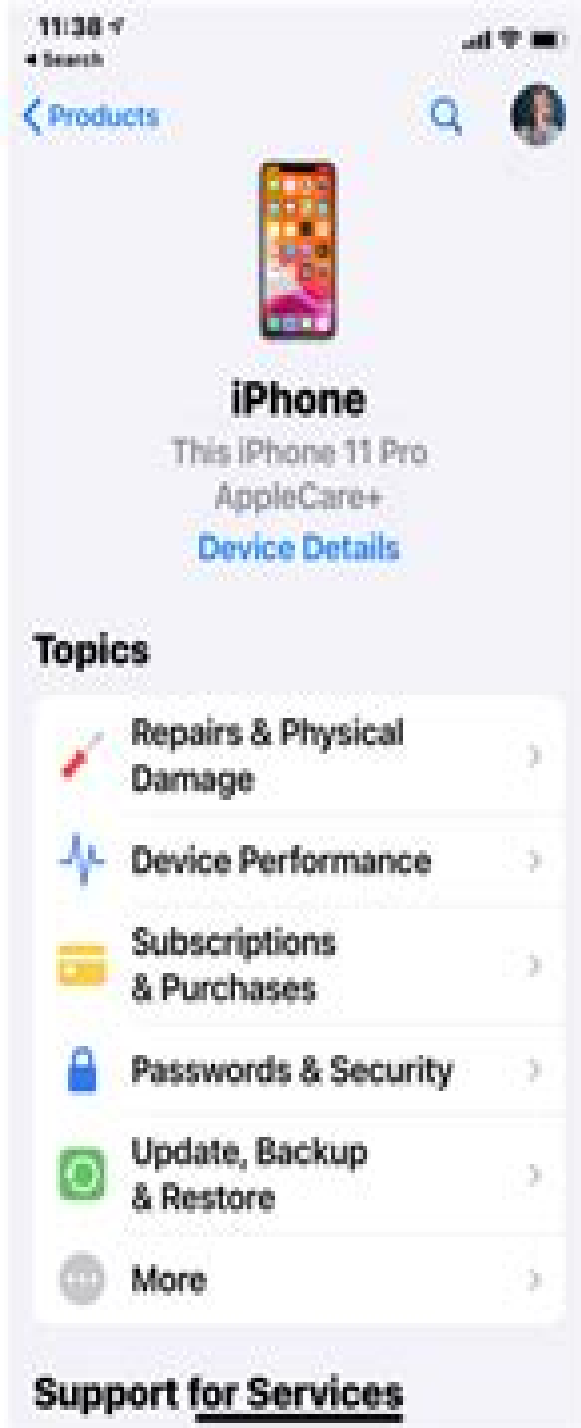 11:38
Search
Products
iPhone
This iPhone 11 Pro
AppleCare+
Device Details
Topics
Repairs & Physical
Damage
Device Performance
Subscriptions
& Purchases
Passwords & Security
Update, Backup
& Restore
More
Support for Services